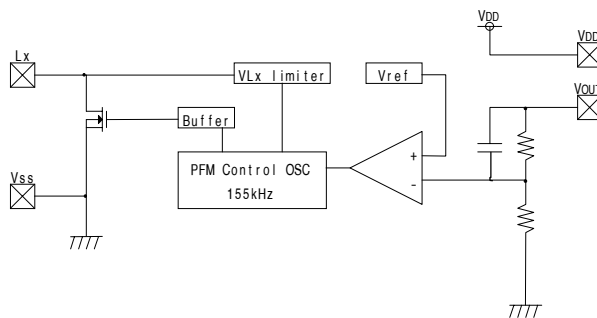 VDD
VDD
Lx
VLx limiter
Vref
VOUT
Buffer
+
PFM Control OSC
155kHz
-
Vss